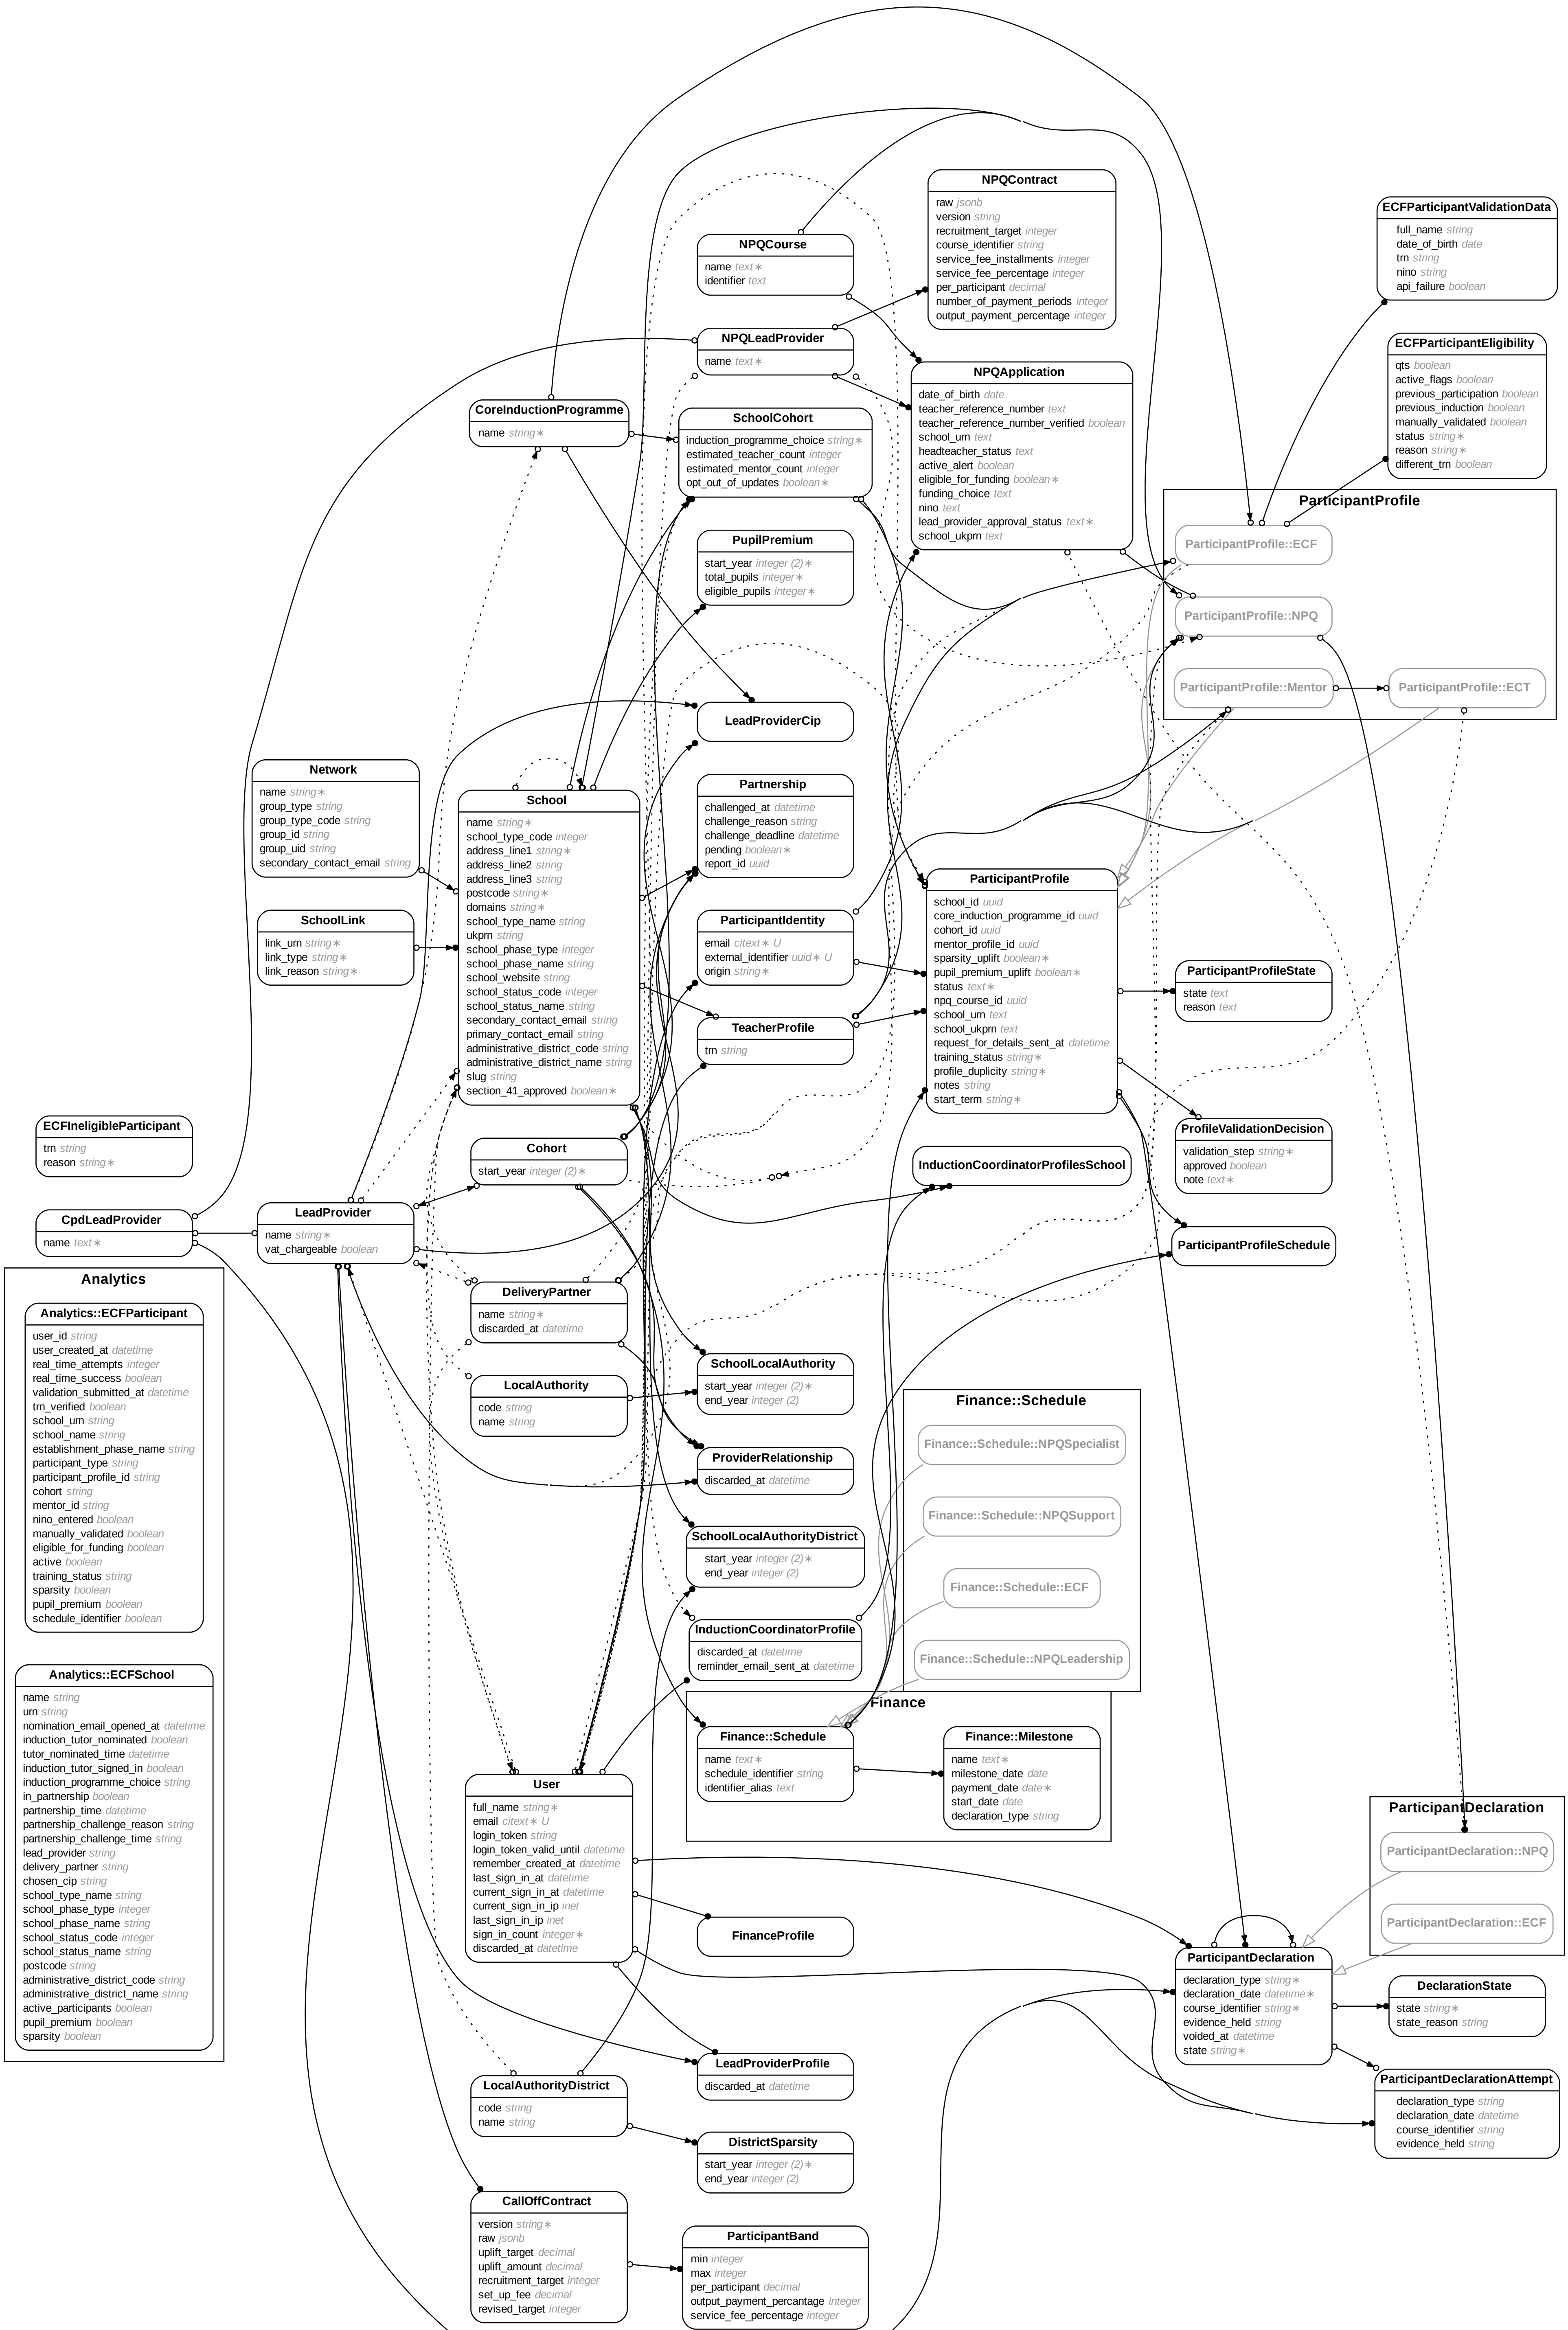 NPQContract
raw jsonb
version string
recruitment_target integer
course_identifier string
service_fee_installments integer
service_fee_percentage integer
per_participant decimal
number_of_payment_periods integer
output_payment_percentage integer
ECFParticipantValidationData
full_name string
date_of_birth date
trn string
nino string
api_failure boolean
NPQCourse
name text∗
identifier text
NPQLeadProvider
name text∗
ECFParticipantEligibility
qts boolean
active_flags boolean
previous_participation boolean
previous_induction boolean
manually_validated boolean
status string∗
reason string∗
different_trn boolean
NPQApplication
date_of_birth date
teacher_reference_number text
teacher_reference_number_verified boolean
school_urn text
headteacher_status text
active_alert boolean
eligible_for_funding boolean∗
funding_choice text
nino text
lead_provider_approval_status text∗
school_ukprn text
CoreInductionProgramme
name string∗
SchoolCohort
induction_programme_choice string∗
estimated_teacher_count integer
estimated_mentor_count integer
opt_out_of_updates boolean∗
ParticipantProfile
ParticipantProfile::ECF
ParticipantProfile::NPQ
ParticipantProfile::Mentor
ParticipantProfile::ECT
PupilPremium
start_year integer (2)∗
total_pupils integer∗
eligible_pupils integer∗
LeadProviderCip
Network
name string∗
group_type string
group_type_code string
group_id string
group_uid string
secondary_contact_email string
School
name string∗
school_type_code integer
address_line1 string∗
address_line2 string
address_line3 string
postcode string∗
domains string∗
school_type_name string
ukprn string
school_phase_type integer
school_phase_name string
school_website string
school_status_code integer
school_status_name string
secondary_contact_email string
primary_contact_email string
administrative_district_code string
administrative_district_name string
slug string
section_41_approved boolean∗
Partnership
challenged_at datetime
challenge_reason string
challenge_deadline datetime
pending boolean∗
report_id uuid
SchoolLink
link_urn string∗
link_type string∗
link_reason string∗
ParticipantIdentity
email citext∗ U
external_identifier uuid∗ U
origin string∗
TeacherProfile
trn string
ParticipantProfile
school_id uuid
core_induction_programme_id uuid
cohort_id uuid
mentor_profile_id uuid
sparsity_uplift boolean∗
pupil_premium_uplift boolean∗
status text∗
npq_course_id uuid
school_urn text
school_ukprn text
request_for_details_sent_at datetime
training_status string∗
profile_duplicity string∗
notes string
start_term string∗
ParticipantProfileState
state text
reason text
ProfileValidationDecision
validation_step string∗
approved boolean
note text∗
InductionCoordinatorProfilesSchool
ParticipantProfileSchedule
ECFIneligibleParticipant
trn string
reason string∗
CpdLeadProvider
name text∗
LeadProvider
name string∗
vat_chargeable boolean
Cohort
start_year integer (2)∗
DeliveryPartner
name string∗
discarded_at datetime
LocalAuthority
code string
name string
SchoolLocalAuthority
start_year integer (2)∗
end_year integer (2)
ProviderRelationship
discarded_at datetime
SchoolLocalAuthorityDistrict
start_year integer (2)∗
end_year integer (2)
InductionCoordinatorProfile
discarded_at datetime
reminder_email_sent_at datetime
Analytics
Analytics::ECFParticipant
user_id string
user_created_at datetime
real_time_attempts integer
real_time_success boolean
validation_submitted_at datetime
trn_verified boolean
school_urn string
school_name string
establishment_phase_name string
participant_type string
participant_profile_id string
cohort string
mentor_id string
nino_entered boolean
manually_validated boolean
eligible_for_funding boolean
active boolean
training_status string
sparsity boolean
pupil_premium boolean
schedule_identifier boolean
Analytics::ECFSchool
name string
urn string
nomination_email_opened_at datetime
induction_tutor_nominated boolean
tutor_nominated_time datetime
induction_tutor_signed_in boolean
induction_programme_choice string
in_partnership boolean
partnership_time datetime
partnership_challenge_reason string
partnership_challenge_time string
lead_provider string
delivery_partner string
chosen_cip string
school_type_name string
school_phase_type integer
school_phase_name string
school_status_code integer
school_status_name string
postcode string
administrative_district_code string
administrative_district_name string
active_participants boolean
pupil_premium boolean
sparsity boolean
Finance::Schedule
Finance::Schedule::NPQSpecialist
Finance::Schedule::NPQSupport
Finance::Schedule::ECF
Finance::Schedule::NPQLeadership
Finance
Finance::Schedule
name text∗
schedule_identifier string
identifier_alias text
Finance::Milestone
name text∗
milestone_date date
payment_date date∗
start_date date
declaration_type string
User
full_name string∗
email citext∗ U
login_token string
login_token_valid_until datetime
remember_created_at datetime
last_sign_in_at datetime
current_sign_in_at datetime
current_sign_in_ip inet
last_sign_in_ip inet
sign_in_count integer∗
discarded_at datetime
FinanceProfile
ParticipantDeclaration
ParticipantDeclaration::NPQ
ParticipantDeclaration::ECF
ParticipantDeclaration
declaration_type string∗
declaration_date datetime∗
course_identifier string∗
evidence_held string
voided_at datetime
state string∗
DeclarationState
state string∗
state_reason string
ParticipantDeclarationAttempt
declaration_type string
declaration_date datetime
course_identifier string
evidence_held string
LeadProviderProfile
discarded_at datetime
LocalAuthorityDistrict
code string
name string
DistrictSparsity
start_year integer (2)∗
end_year integer (2)
CallOffContract
version string∗
raw jsonb
uplift_target decimal
uplift_amount decimal
recruitment_target integer
set_up_fee decimal
revised_target integer
ParticipantBand
min integer
max integer
per_participant decimal
output_payment_percantage integer
service_fee_percentage integer